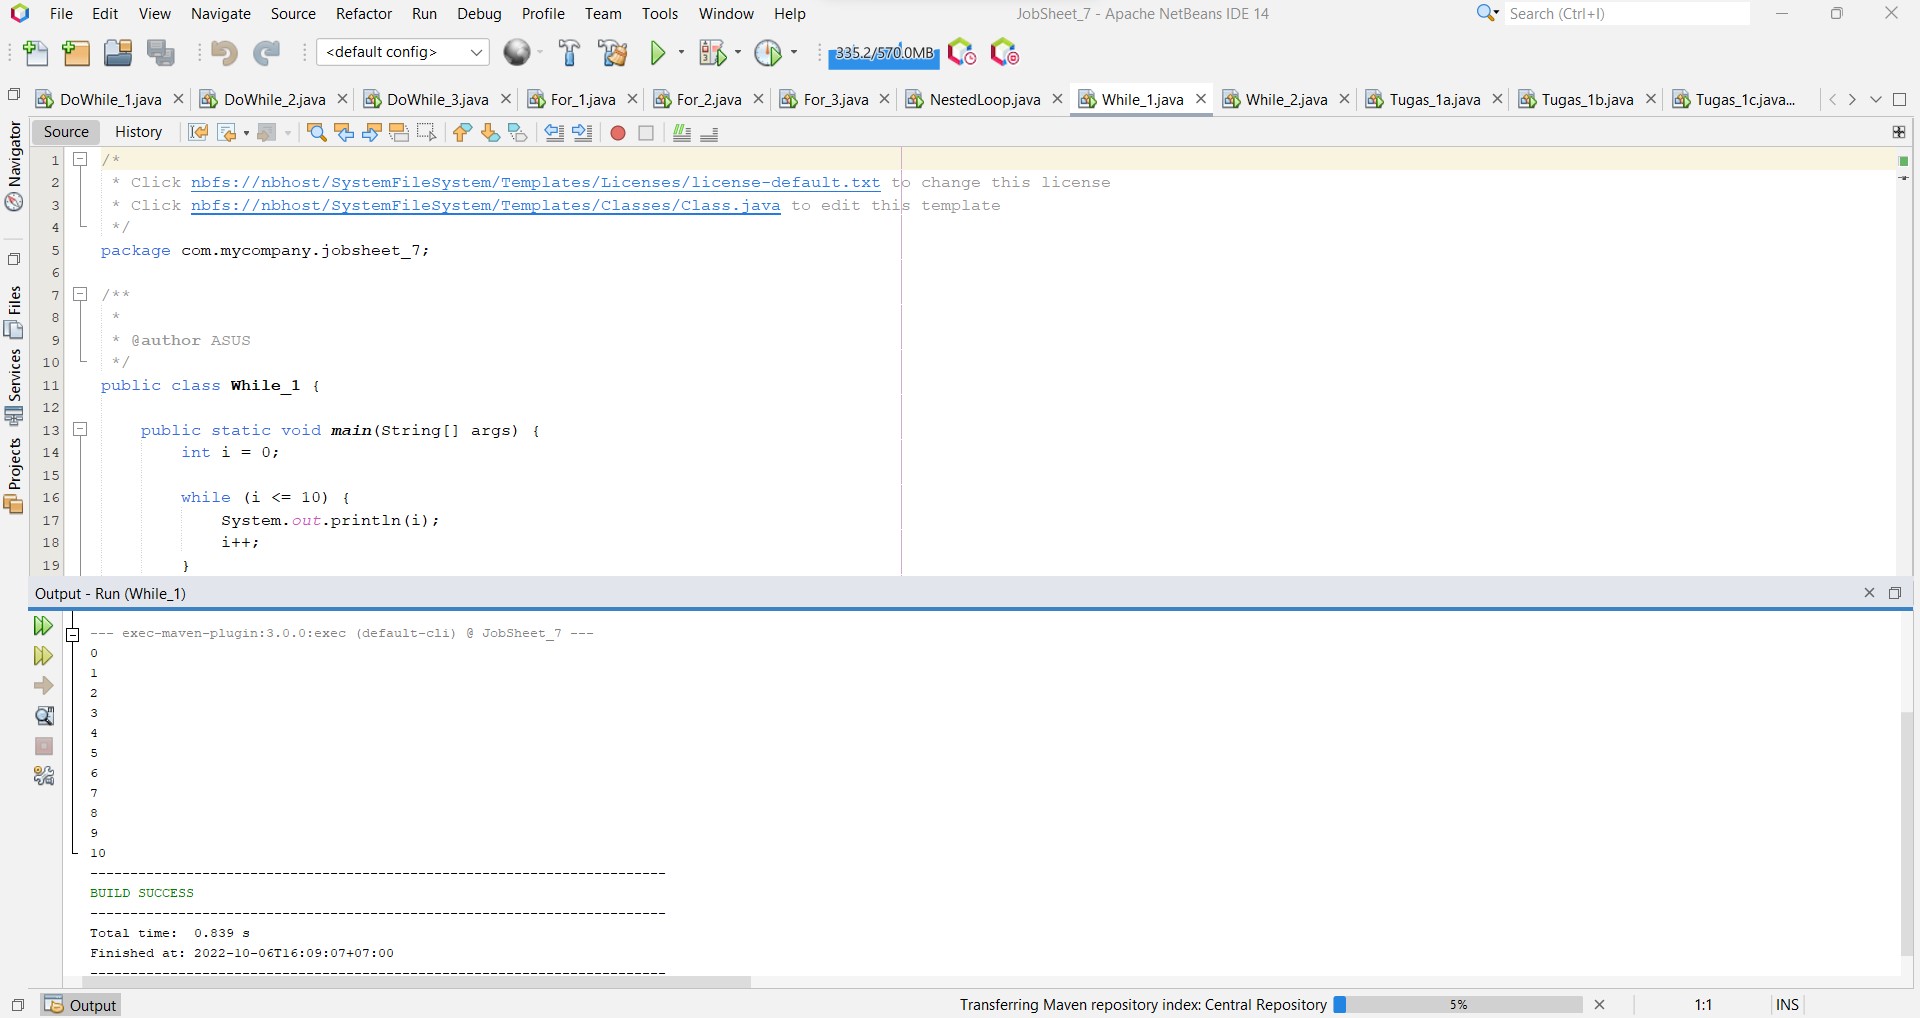 File Edit View Navigate Source Refactor Run Debug Profile Team Tools Window Help JobSheet_7 - Apache NetBeans IDE 14 Search (Ctrl+I)
<default config> 335.2/570.0MB
DoWhile_1.java DoWhile_2.java DoWhile_3.java For_1.java For_2.java For_3.java NestedLoop.java While_1.java While_2.java Tugas_1a.java Tugas_1b.java Tugas_1c.java...
Source History
Navigator
Files
Services
Projects
1 /*
2 * Click nbfs://nbhost/SystemFileSystem/Templates/Licenses/license-default.txt to change this license
3 * Click nbfs://nbhost/SystemFileSystem/Templates/Classes/Class.java to edit this template
4 */
5 package com.mycompany.jobsheet_7;
6
7 /**
8 *
9 * @author ASUS
10 */
11 public class While_1 {
12
13 public static void main(String[] args) {
14 int i = 0;
15
16 while (i <= 10) {
17 System.out.println(i);
18 i++;
19 }
Output - Run (While_1)
--- exec-maven-plugin:3.0.0:exec (default-cli) @ JobSheet_7 ---
0
1
2
3
4
5
6
7
8
9
10
------------------------------------------------------------------------
BUILD SUCCESS
------------------------------------------------------------------------
Total time: 0.839 s
Finished at: 2022-10-06T16:09:07+07:00
------------------------------------------------------------------------
Output Transferring Maven repository index: Central Repository 5% 1:1 INS